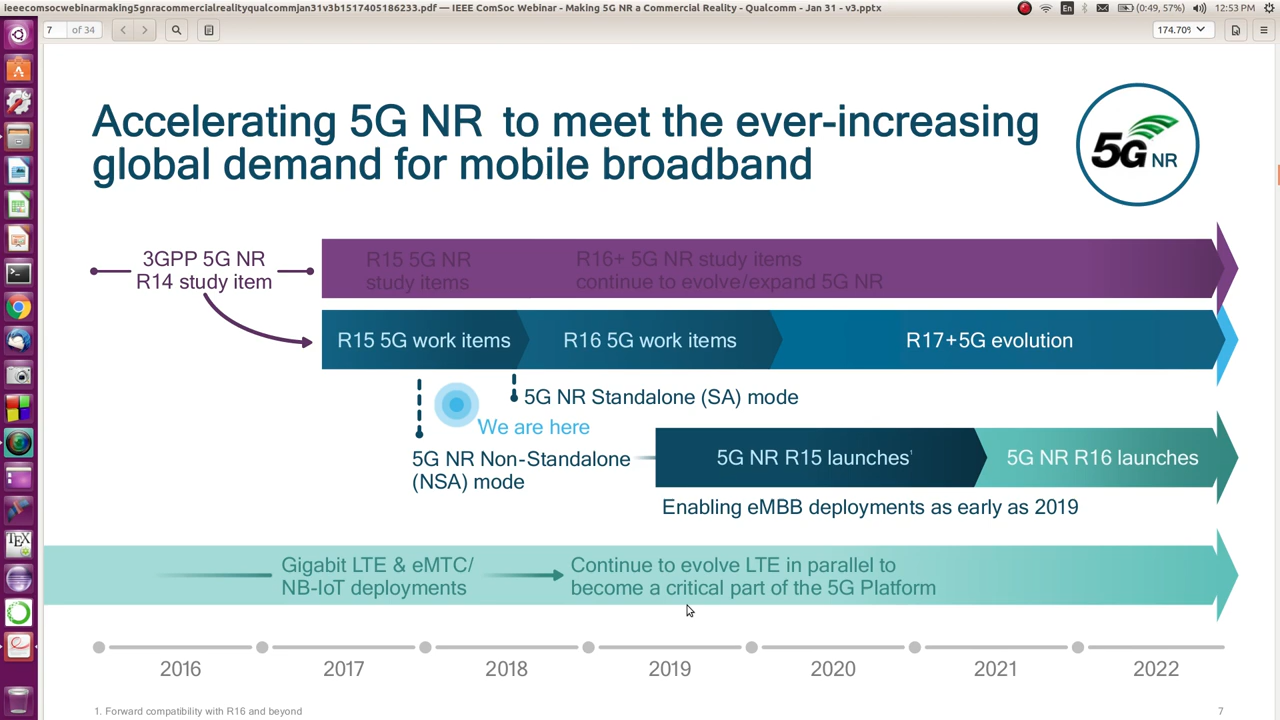 ieeecomsocwebinarmaking5gnracommercialrealityqualcommjan31v3b1517405186233.pdf — IEEE ComSoc Webinar - Making 5G NR a Commercial Reality - Qualcomm - Jan 31 - v3.pptx
En
(0:49, 57%)
12:53 PM
7
of 34
174.70%
Accelerating 5G NR to meet the ever-increasing
global demand for mobile broadband
5G NR
3GPP 5G NR
R14 study item
R15 5G NR
study items
R16+ 5G NR study items
continue to evolve/expand 5G NR
R15 5G work items
R16 5G work items
R17+5G evolution
5G NR Standalone (SA) mode
We are here
5G NR Non-Standalone
(NSA) mode
5G NR R15 launches¹
5G NR R16 launches
Enabling eMBB deployments as early as 2019
Gigabit LTE & eMTC/
NB-IoT deployments
Continue to evolve LTE in parallel to
become a critical part of the 5G Platform
2016
2017
2018
2019
2020
2021
2022
1. Forward compatibility with R16 and beyond
7
TEX